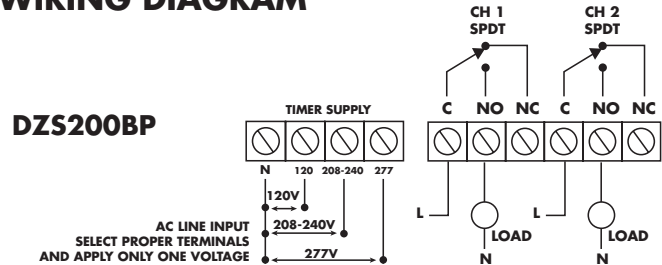 WIRING DIAGRAM
CH 1 CH 2
SPDT SPDT
DZS200BP
TIMER SUPPLY
C NO NC C NO NC
N 120 208-240 277
120V
208-240V
277V
AC LINE INPUT
SELECT PROPER TERMINALS
AND APPLY ONLY ONE VOLTAGE
L L
LOAD LOAD
N N